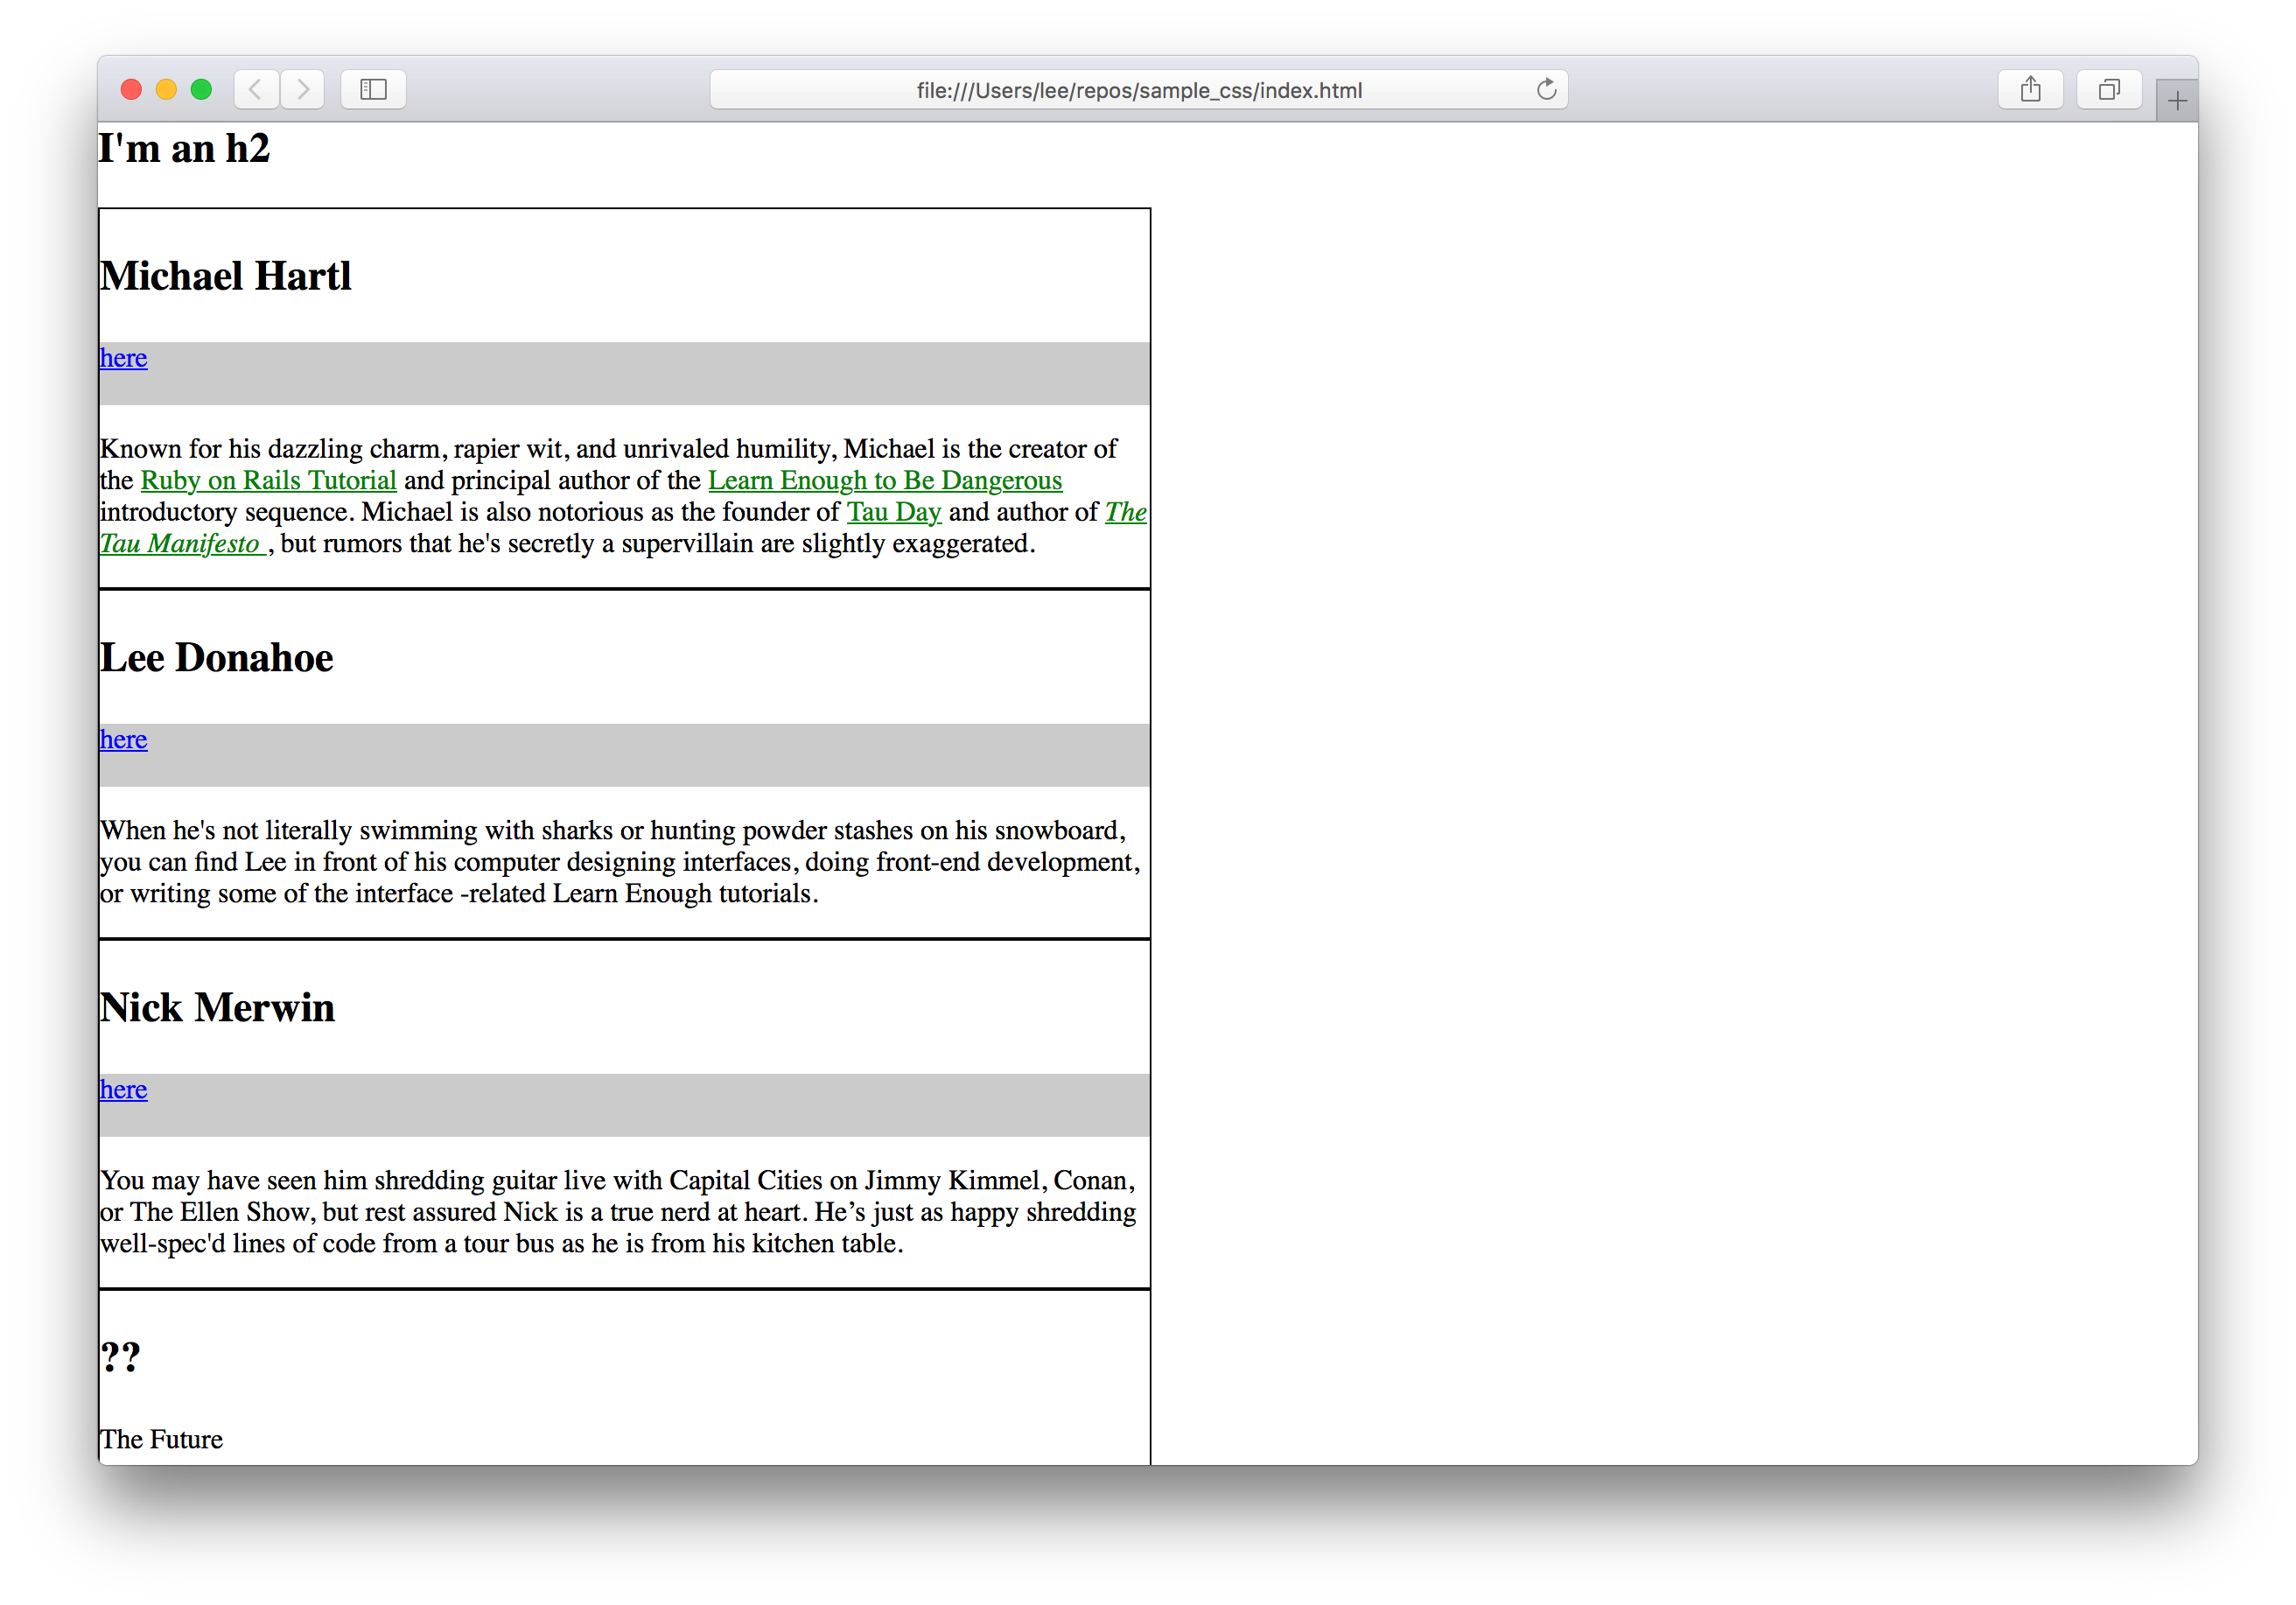 file:///Users/lee/repos/sample_css/index.html
I'm an h2
Michael Hartl
here
Known for his dazzling charm, rapier wit, and unrivaled humility, Michael is the creator of
the Ruby on Rails Tutorial and principal author of the Learn Enough to Be Dangerous
introductory sequence. Michael is also notorious as the founder of Tau Day and author of The
Tau Manifesto , but rumors that he's secretly a supervillain are slightly exaggerated.
Lee Donahoe
here
When he's not literally swimming with sharks or hunting powder stashes on his snowboard,
you can find Lee in front of his computer designing interfaces, doing front-end development,
or writing some of the interface -related Learn Enough tutorials.
Nick Merwin
here
You may have seen him shredding guitar live with Capital Cities on Jimmy Kimmel, Conan,
or The Ellen Show, but rest assured Nick is a true nerd at heart. He’s just as happy shredding
well-spec'd lines of code from a tour bus as he is from his kitchen table.
??
The Future